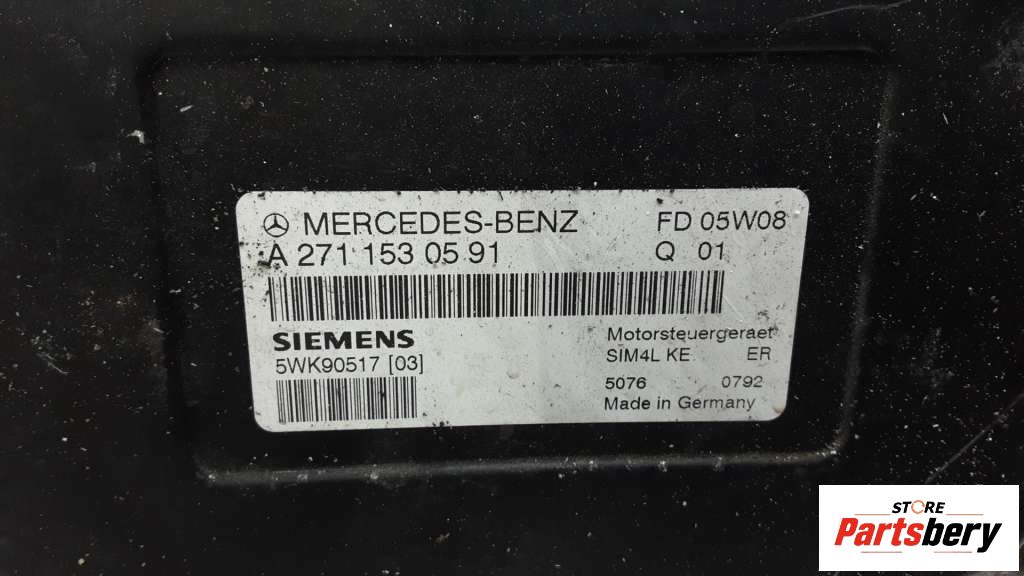 MERCEDES-BENZ FD 05W08
A 271 153 05 91 Q 01
SIEMENS Motorsteuergeraet
5WK90517 [03] SIM4L KE ER
5076 0792
Made in Germany
STORE
Partsbery